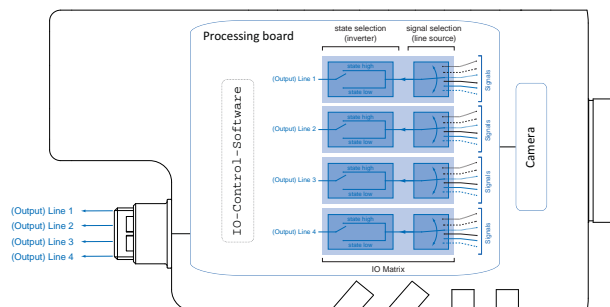 Processing board
state selection
(inverter)
signal selection
(line source)
IO-Control-Software
(Output) Line 1
state high
state low
Signals
(Output) Line 2
state high
state low
Signals
(Output) Line 3
state high
state low
Signals
(Output) Line 4
state high
state low
Signals
IO Matrix
Camera
(Output) Line 1
(Output) Line 2
(Output) Line 3
(Output) Line 4